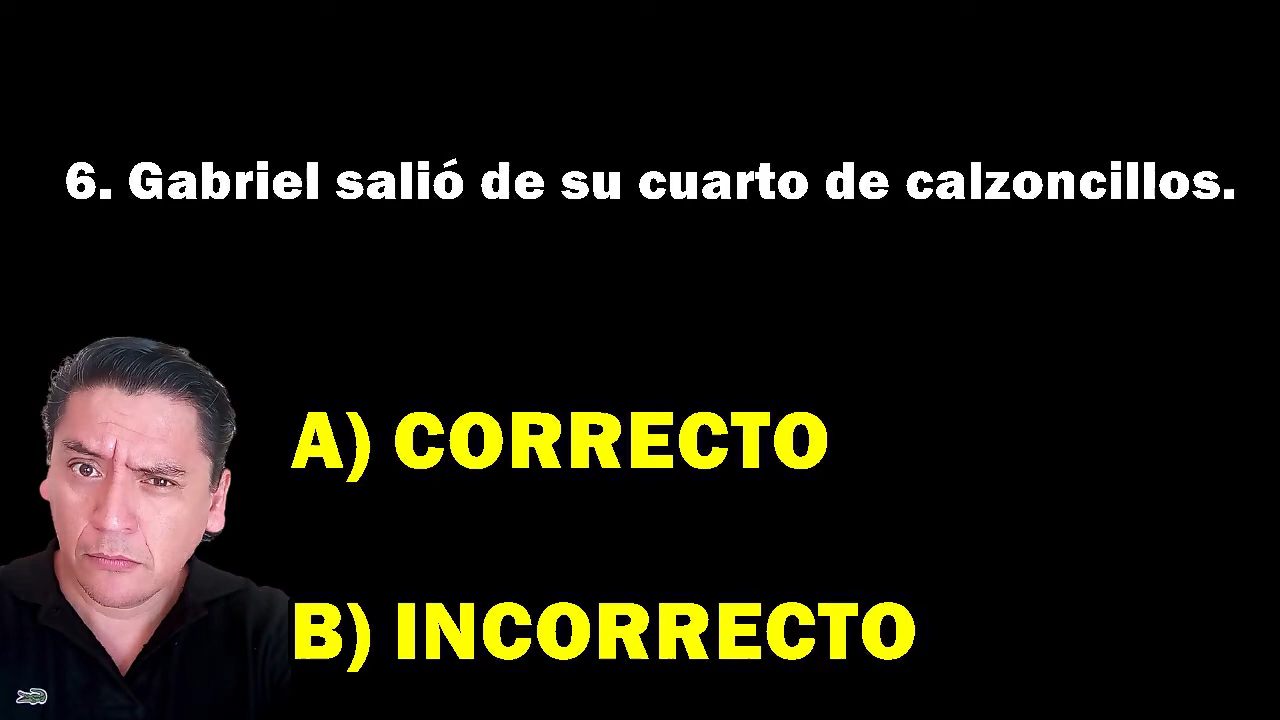 6. Gabriel salió de su cuarto de calzoncillos.
A) CORRECTO
B) INCORRECTO